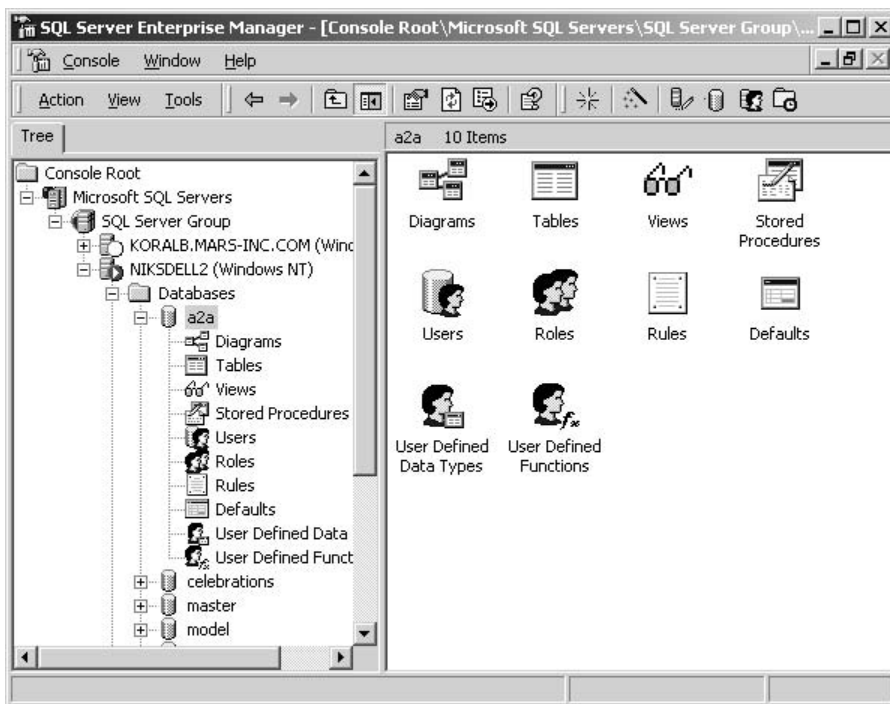 SQL Server Enterprise Manager - [Console Root\Microsoft SQL Servers\SQL Server Group\...
Console Window Help
Action View Tools
Tree
a2a 10 Items
Console Root
Microsoft SQL Servers
SQL Server Group
KORALB.MARS-INC.COM (Wind
NIKSDELL2 (Windows NT)
Databases
a2a
Diagrams
Tables
Views
Stored Procedures
Users
Roles
Rules
Defaults
User Defined Data
User Defined Funct
celebrations
master
model
Diagrams
Tables
Views
Stored
Procedures
Users
Roles
Rules
Defaults
User Defined
Data Types
User Defined
Functions